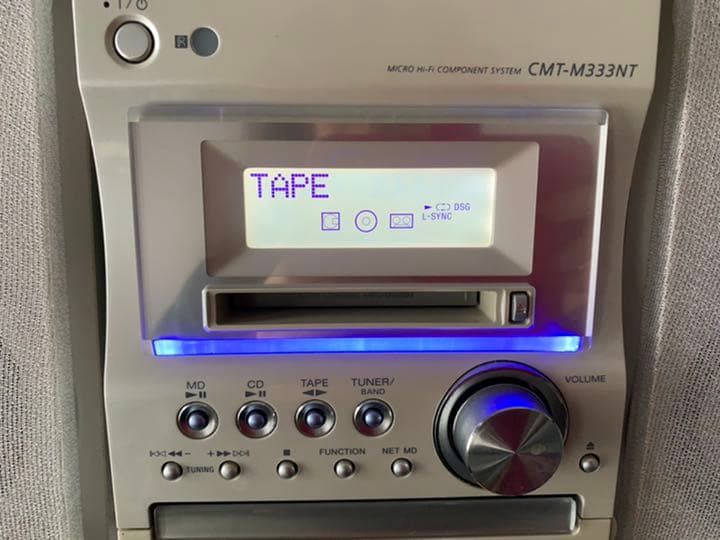 I/⏻
IR
MICRO Hi-Fi COMPONENT SYSTEM CMT-M333NT
TAPE
DSG
L-SYNC
VOLUME
MD CD TAPE TUNER/
BAND
− + TUNING
FUNCTION NET MD